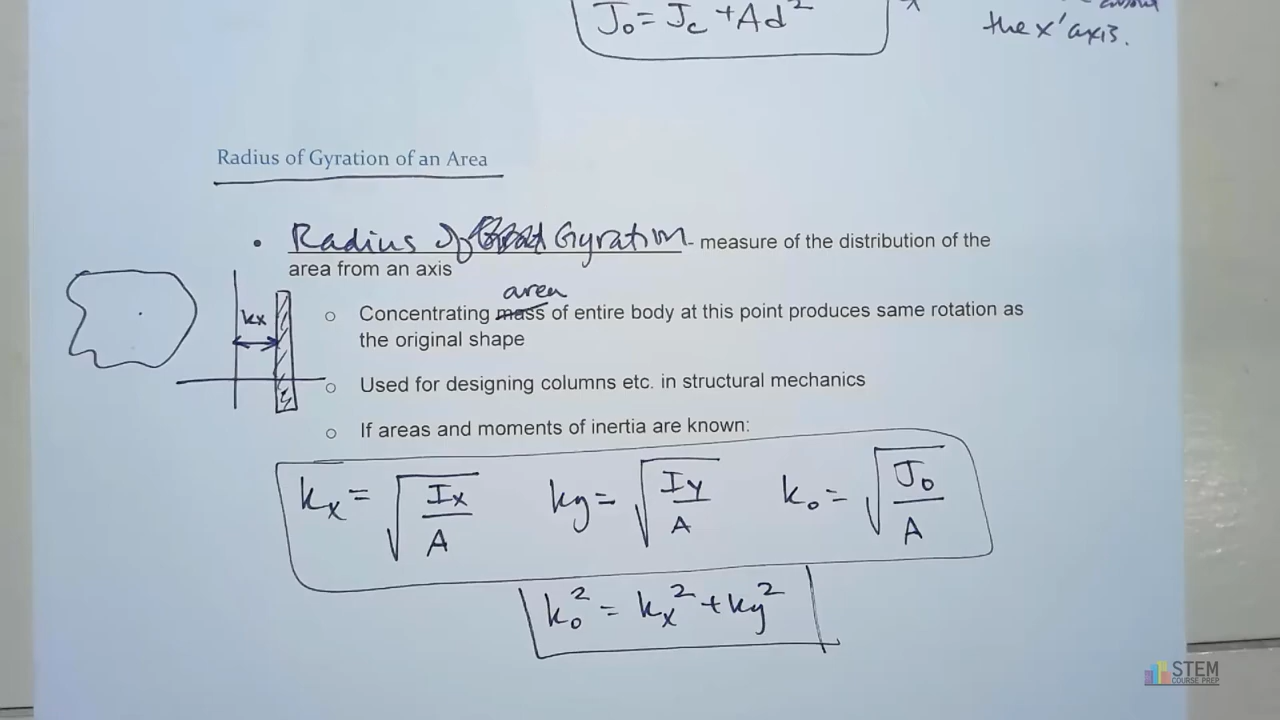 J₀ = J꜀ + Ad²
the x' axis.
Radius of Gyration of an Area
• Radius of Gyration - measure of the distribution of the
area from an axis
area
○ Concentrating mass of entire body at this point produces same rotation as
the original shape
kx
○ Used for designing columns etc. in structural mechanics
○ If areas and moments of inertia are known:
kx = √(Ix/A) ky = √(Iy/A) k₀ = √(J₀/A)
k₀² = kx² + ky²
STEM
COURSE PREP